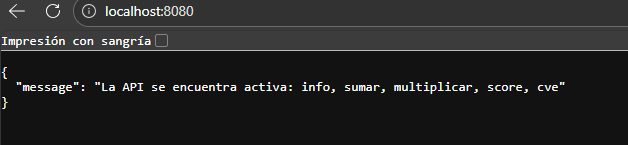 localhost:8080
Impresión con sangría
{
"message": "La API se encuentra activa: info, sumar, multiplicar, score, cve"
}